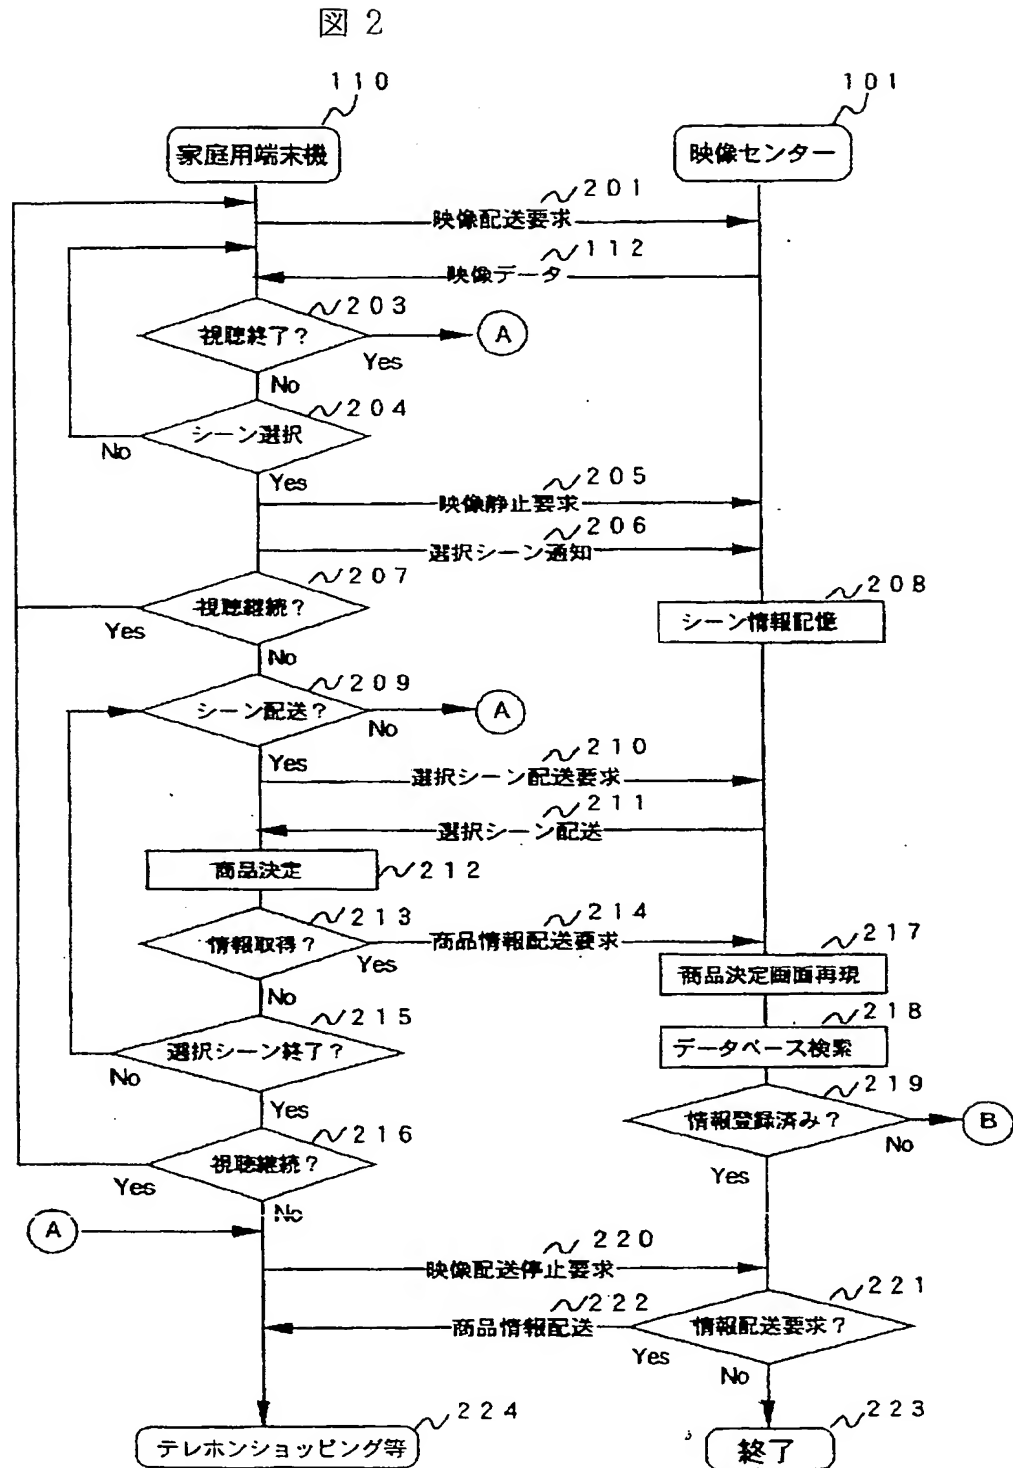 図 2
110
101
家庭用端末機
映像センター
201
映像配送要求
112
映像データ
203
視聴終了?
A
Yes
No
204
シーン選択
No
Yes
205
映像静止要求
206
選択シーン通知
207
208
視聴継続?
シーン情報記憶
Yes
No
209
シーン配送?
A
No
Yes
210
選択シーン配送要求
211
選択シーン配送
商品決定
212
213
214
情報取得?
商品情報配送要求
Yes
217
商品決定画面再現
No
215
218
選択シーン終了?
データベース検索
No
219
Yes
情報登録済み?
B
216
No
視聴継続?
Yes
Yes
No
A
220
映像配送停止要求
221
222
商品情報配送
情報配送要求?
Yes
No
224
223
テレホンショッピング等
終了